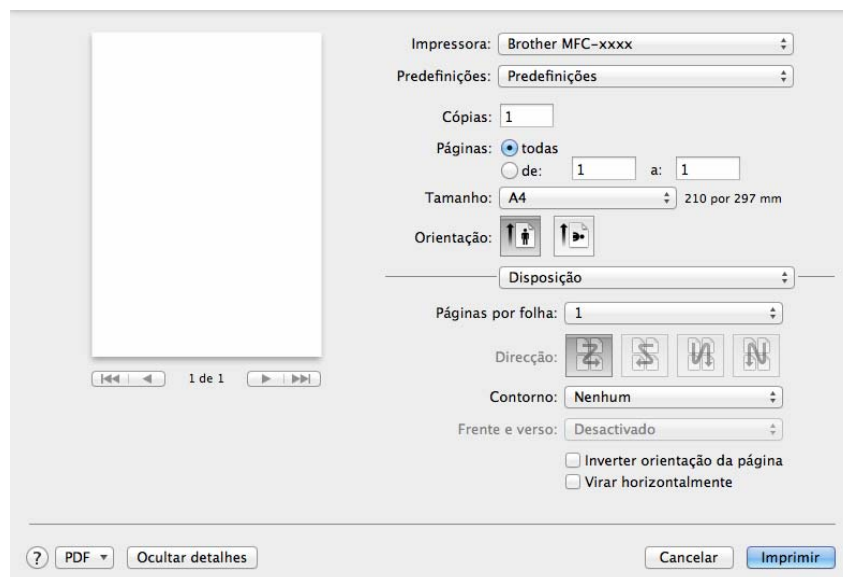 Impressora: Brother MFC-xxxx
Predefinições: Predefinições
Cópias: 1
Páginas: todas
de: 1 a: 1
Tamanho: A4 210 por 297 mm
Orientação:
Disposição
Páginas por folha: 1
Direcção:
1 de 1
Contorno: Nenhum
Frente e verso: Desactivado
Inverter orientação da página
Virar horizontalmente
? PDF Ocultar detalhes Cancelar Imprimir